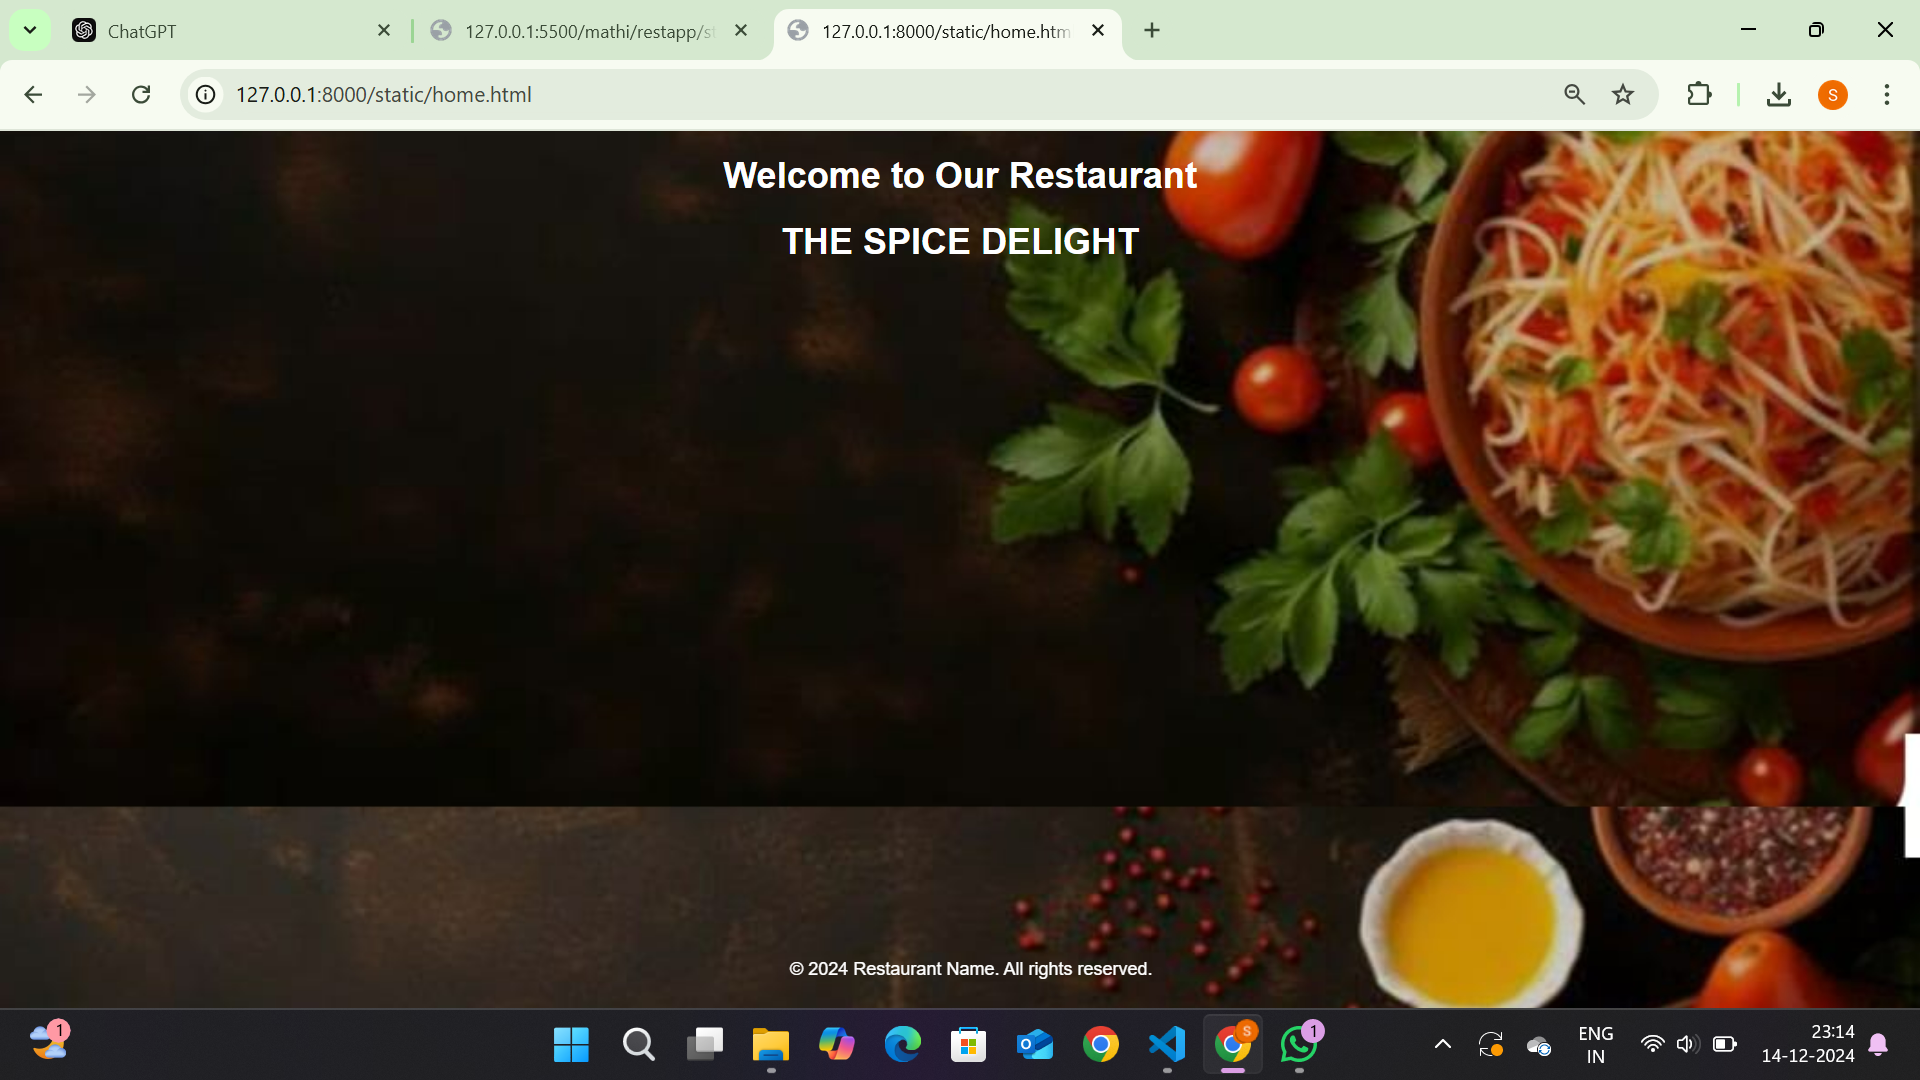 ChatGPT
127.0.0.1:5500/mathi/restapp/st
127.0.0.1:8000/static/home.htm
127.0.0.1:8000/static/home.html
S
Welcome to Our Restaurant
THE SPICE DELIGHT
© 2024 Restaurant Name. All rights reserved.
1
S
1
ENG
IN
23:14
14-12-2024